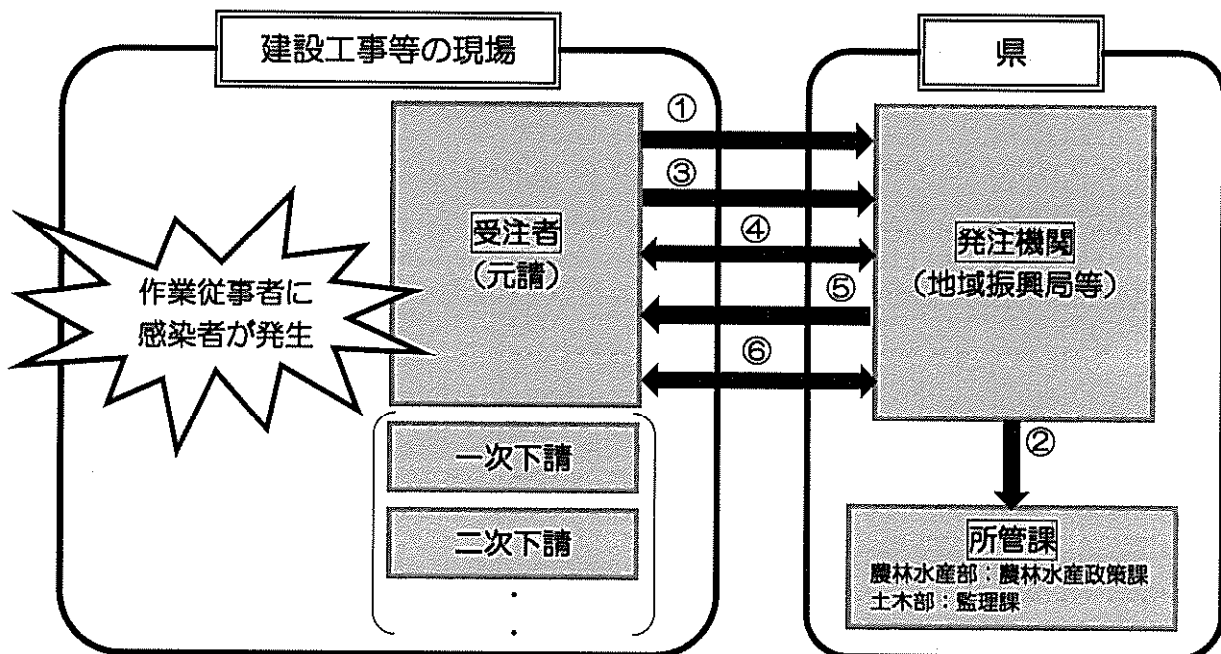 建設工事等の現場
作業従事者に
感染者が発生
受注者
（元請）
一次下請
二次下請
・
・
①
③
④
⑤
⑥
県
発注機関
（地域振興局等）
②
所管課
農林水産部：農林水産政策課
土木部：監理課